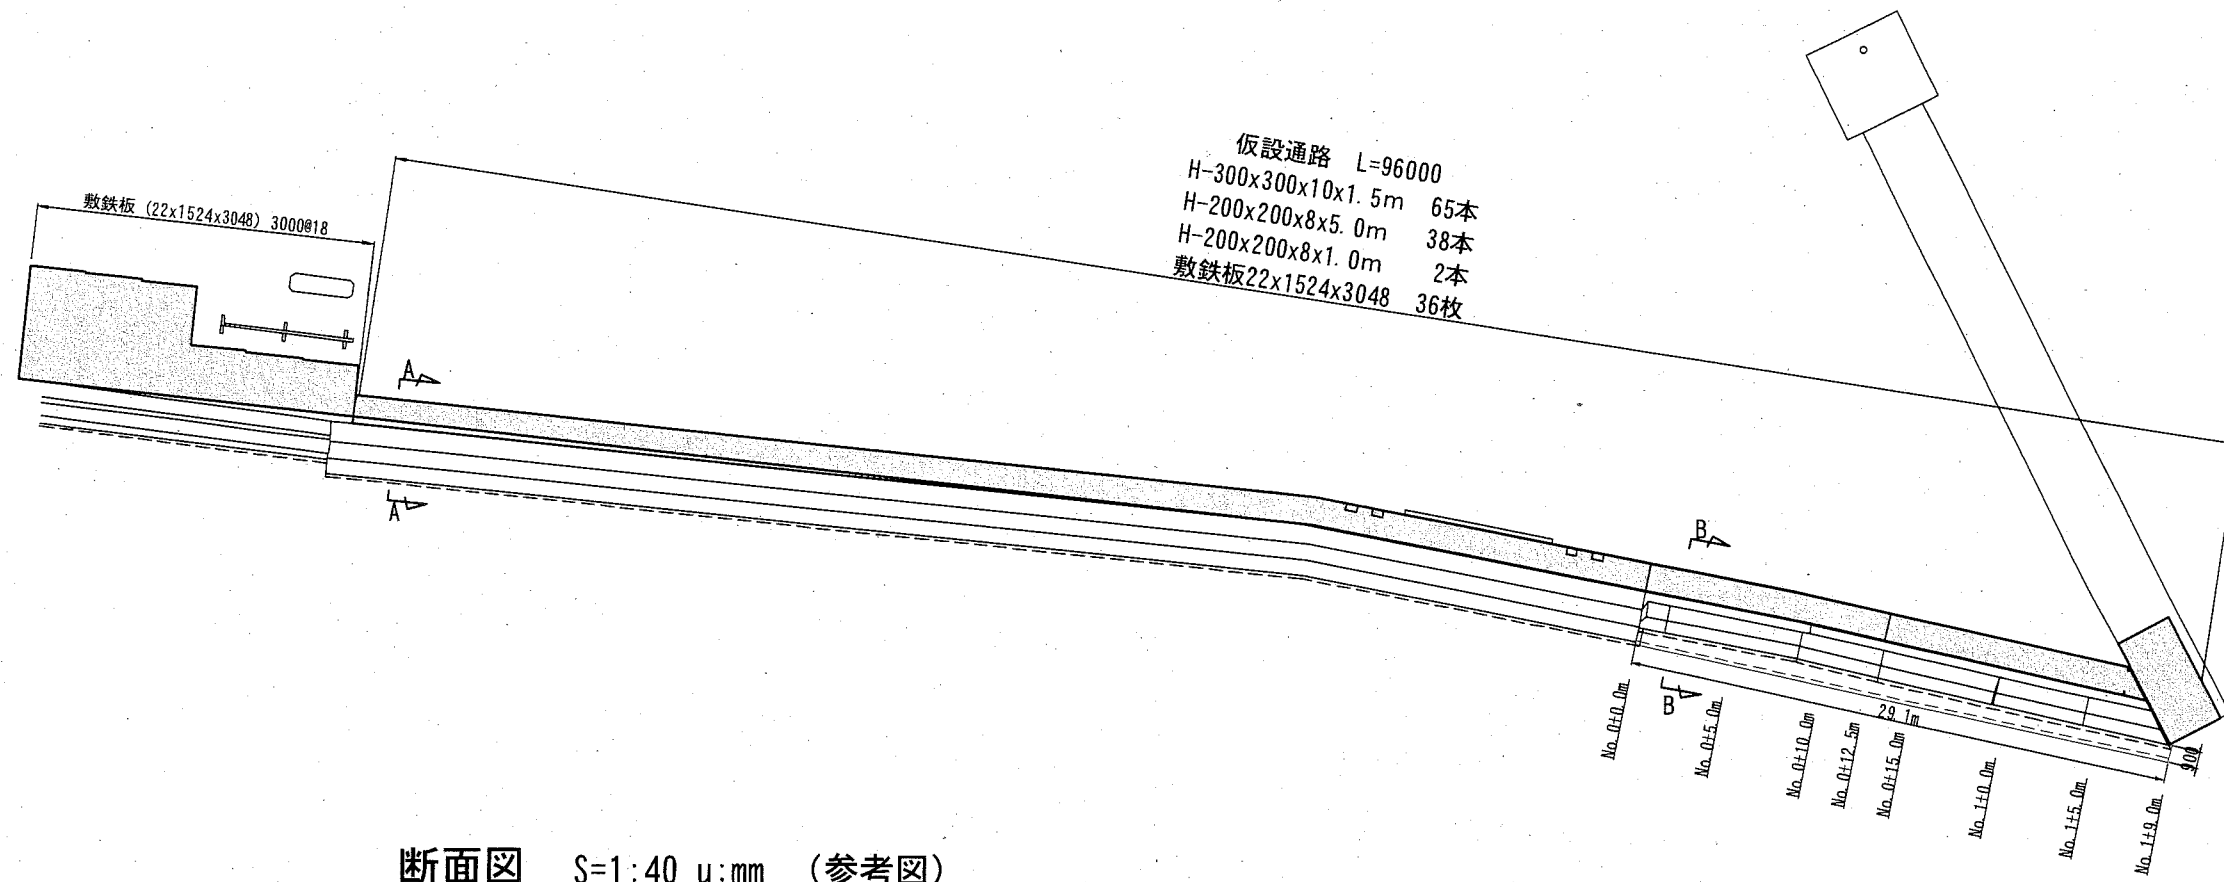 仮設通路 L=96000
H-300x300x10x1.5m 65本
H-200x200x8x5.0m 38本
H-200x200x8x1.0m 2本
敷鉄板22x1524x3048 36枚
敷鉄板 (22x1524x3048) 3000@18
A
A
B
B
29.1m
900
No.0+0.0m
No.0+5.0m
No.0+10.0m
No.0+12.5m
No.0+15.0m
No.1+0.0m
No.1+5.0m
No.1+9.0m
断面図 S=1:40 u:mm (参考図)